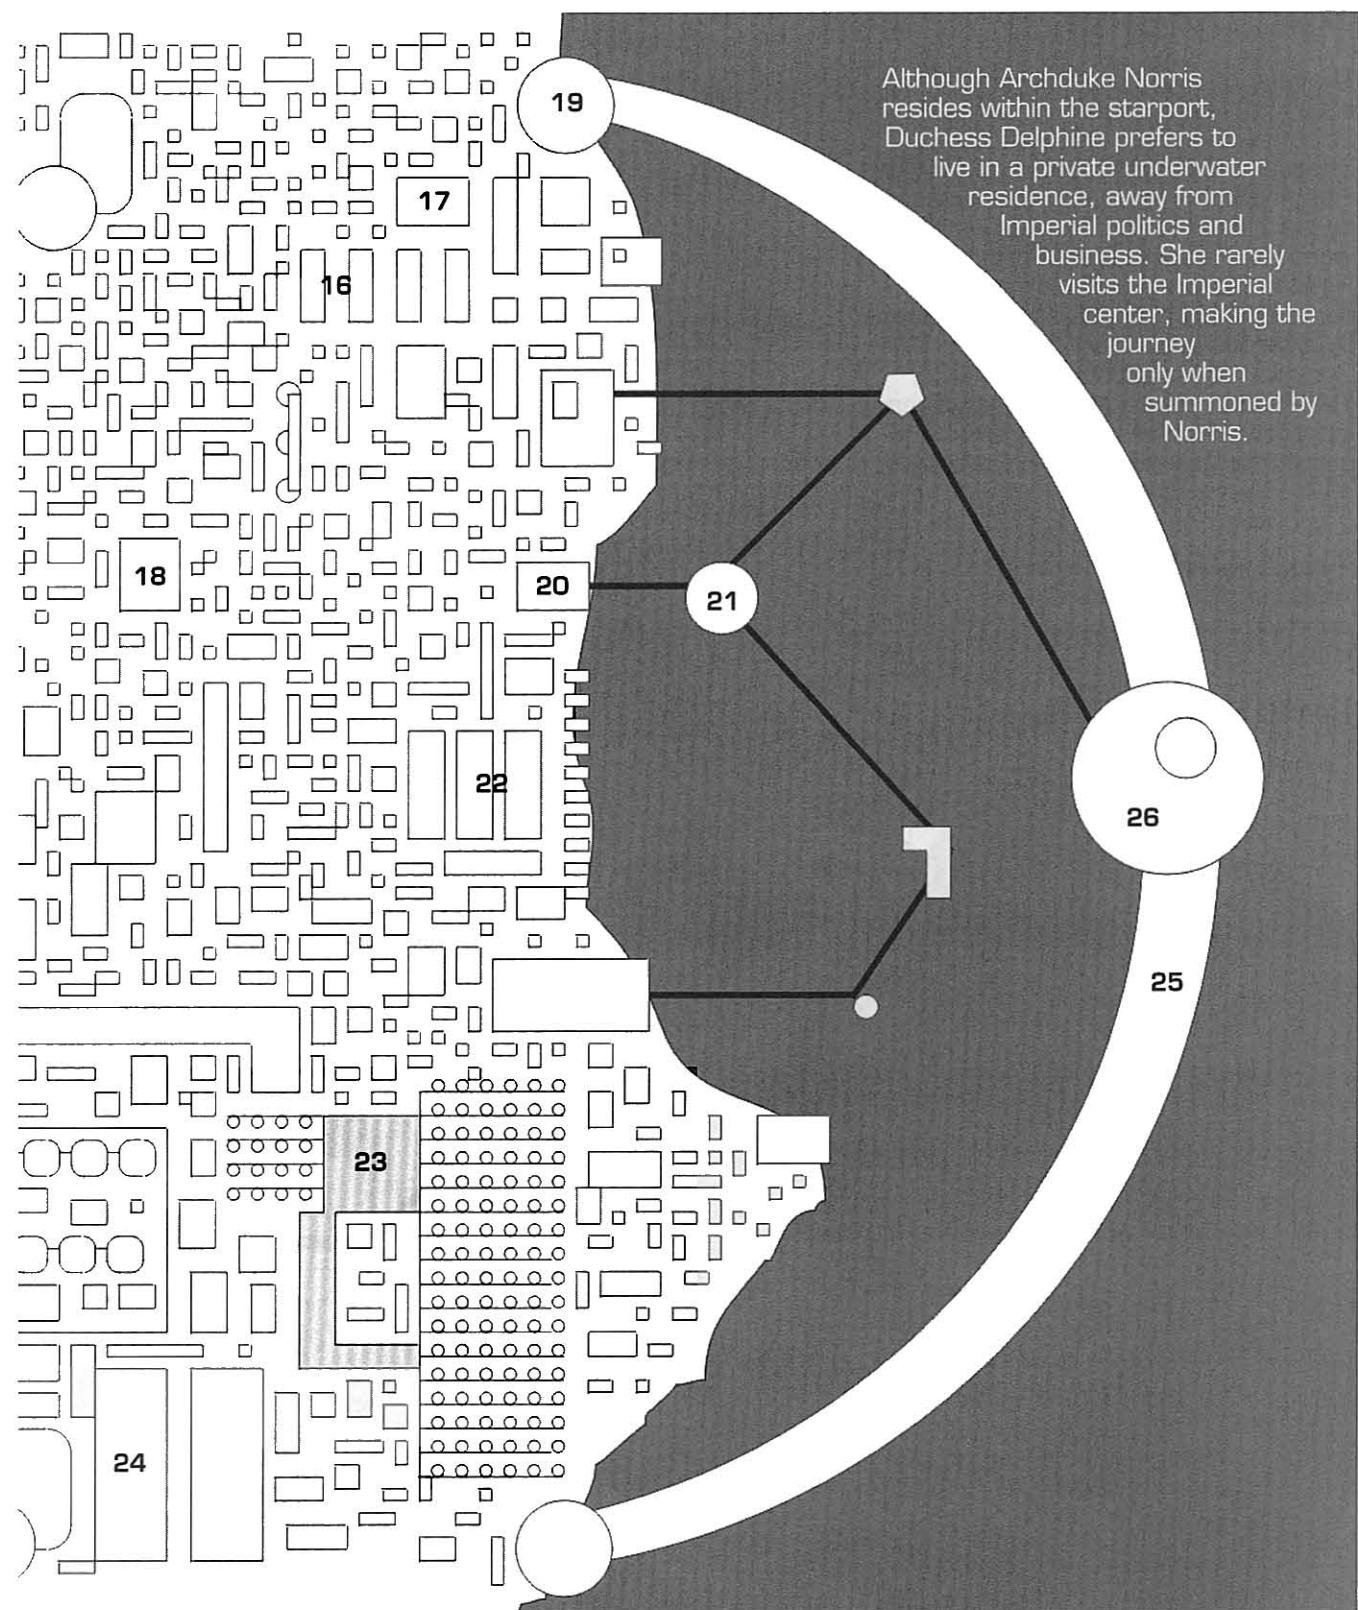 Although Archduke Norris
resides within the starport,
Duchess Delphine prefers to
live in a private underwater
residence, away from
Imperial politics and
business. She rarely
visits the Imperial
center, making the
journey
only when
summoned by
Norris.
19
17
16
18
20
21
22
26
25
23
24